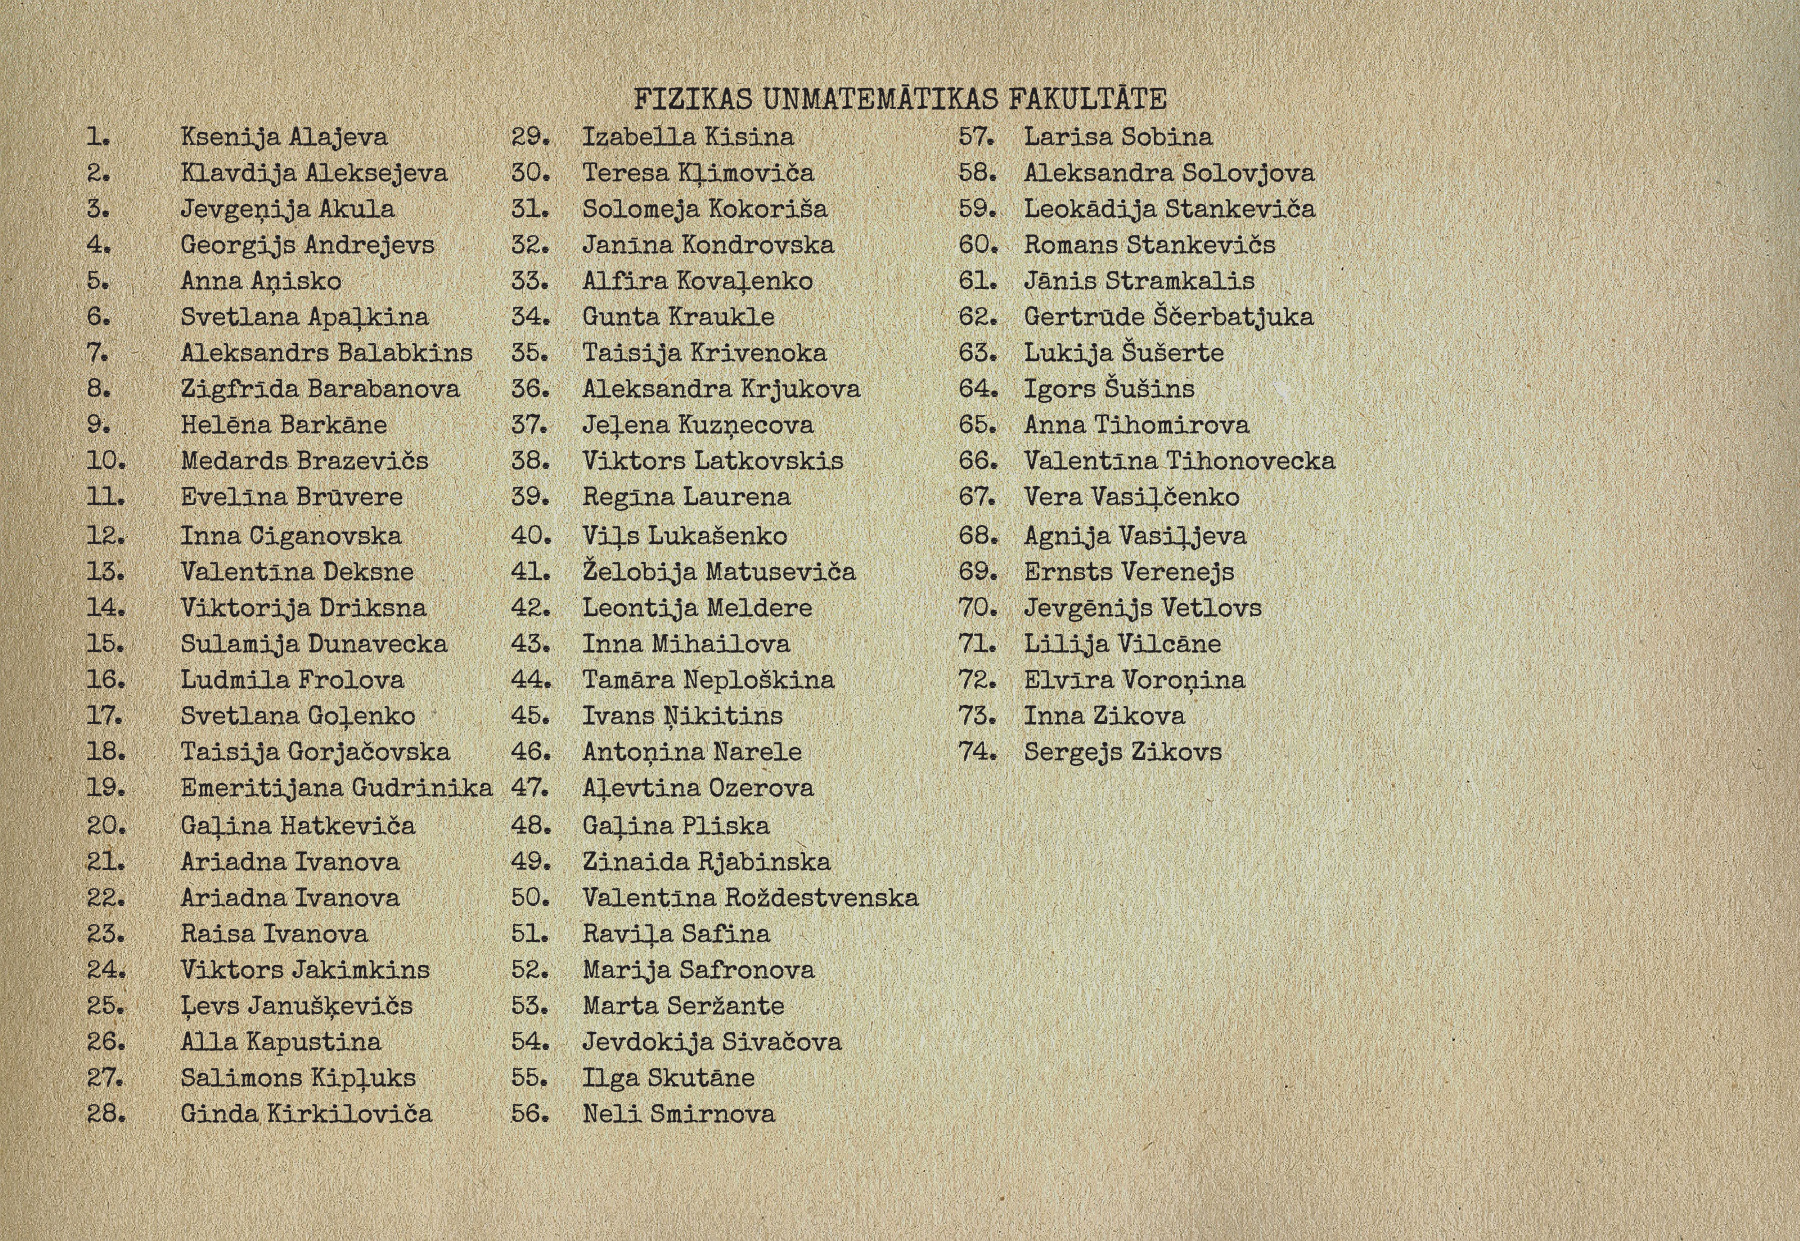 FIZIKAS UNMATEMĀTIKAS FAKULTĀTE
1. Ksenija Alajeva
2. Klavdija Aleksejeva
3. Jevgeņija Akula
4. Georgijs Andrejevs
5. Anna Aņisko
6. Svetlana Apaļkina
7. Aleksandrs Balabkins
8. Zigfrīda Barabanova
9. Helēna Barkāne
10. Medards Brazevičs
11. Evelīna Brūvere
12. Inna Ciganovska
13. Valentīna Deksne
14. Viktorija Driksna
15. Sulamija Dunavecka
16. Ludmila Frolova
17. Svetlana Goļenko
18. Taisija Gorjačovska
19. Emeritijana Gudrinika
20. Gaļina Hatkeviča
21. Ariadna Ivanova
22. Ariadna Ivanova
23. Raisa Ivanova
24. Viktors Jakimkins
25. Ļevs Janušķevičs
26. Alla Kapustina
27. Salimons Kipļuks
28. Ginda Kirkiloviča
29. Izabella Kisina
30. Teresa Kļimoviča
31. Solomeja Kokoriša
32. Janīna Kondrovska
33. Alfira Kovaļenko
34. Gunta Kraukle
35. Taisija Krivenoka
36. Aleksandra Krjukova
37. Jeļena Kuzņecova
38. Viktors Latkovskis
39. Regīna Laurena
40. Viļs Lukašenko
41. Želobija Matuseviča
42. Leontija Meldere
43. Inna Mihailova
44. Tamāra Neploškina
45. Ivans Ņikitins
46. Antoņina Narele
47. Aļevtina Ozerova
48. Gaļina Pliska
49. Zinaida Rjabinska
50. Valentīna Roždestvenska
51. Raviļa Safina
52. Marija Safronova
53. Marta Seržante
54. Jevdokija Sivačova
55. Ilga Skutāne
56. Neli Smirnova
57. Larisa Sobina
58. Aleksandra Solovjova
59. Leokādija Stankeviča
60. Romans Stankevičs
61. Jānis Stramkalis
62. Gertrūde Ščerbatjuka
63. Lukija Šušerte
64. Igors Šušins
65. Anna Tihomirova
66. Valentīna Tihonovecka
67. Vera Vasiļčenko
68. Agnija Vasiļjeva
69. Ernsts Verenejs
70. Jevgēnijs Vetlovs
71. Lilija Vilcāne
72. Elvīra Voroņina
73. Inna Zikova
74. Sergejs Zikovs